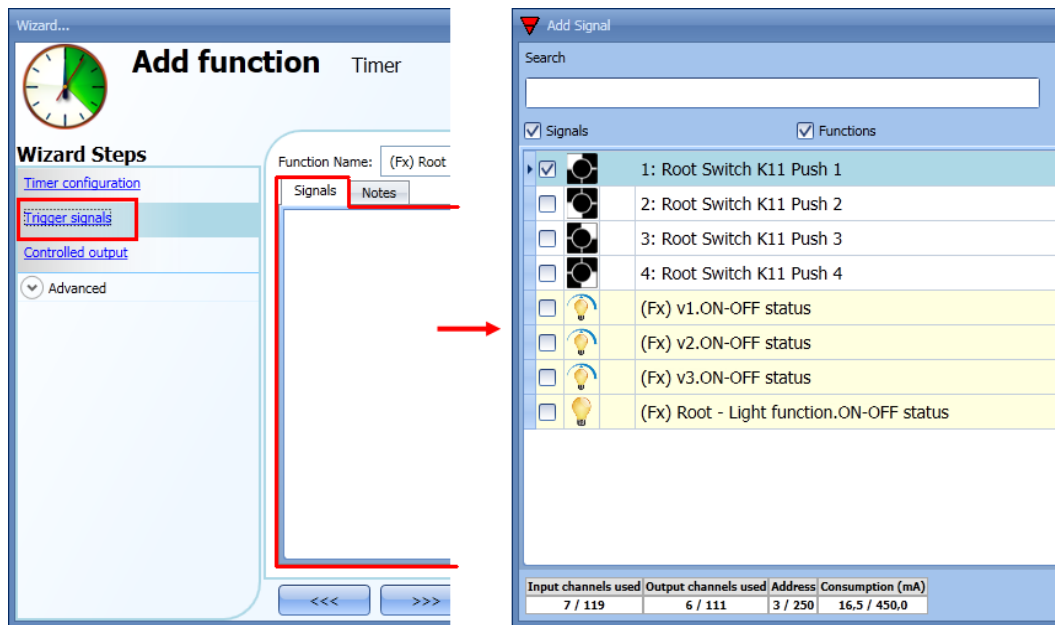 Wizard...
Add function Timer
Wizard Steps
Timer configuration
Trigger signals
Controlled output
Advanced
Function Name: (Fx) Root
Signals Notes
<<< >>>
Add Signal
Search
Signals Functions
1: Root Switch K11 Push 1
2: Root Switch K11 Push 2
3: Root Switch K11 Push 3
4: Root Switch K11 Push 4
(Fx) v1.ON-OFF status
(Fx) v2.ON-OFF status
(Fx) v3.ON-OFF status
(Fx) Root - Light function.ON-OFF status
Input channels used Output channels used Address Consumption (mA)
7 / 119 6 / 111 3 / 250 16,5 / 450,0